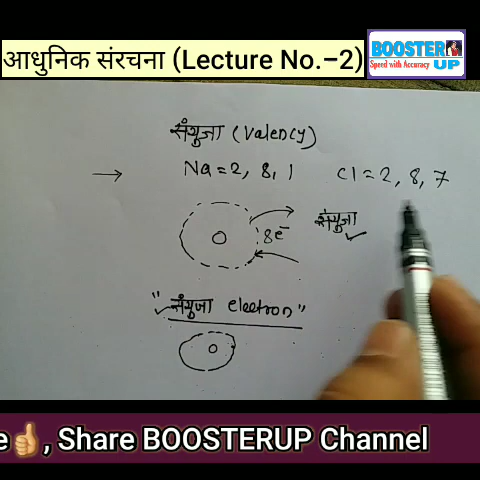 आधुनिक संरचना (Lecture No.–2)
BOOSTER UP
Speed with Accuracy
संयुजा (Valency)
→ Na=2, 8, 1 Cl=2, 8, 7
8e⁻ संयुजा
"संयुजा electron"
e👍, Share BOOSTERUP Channel